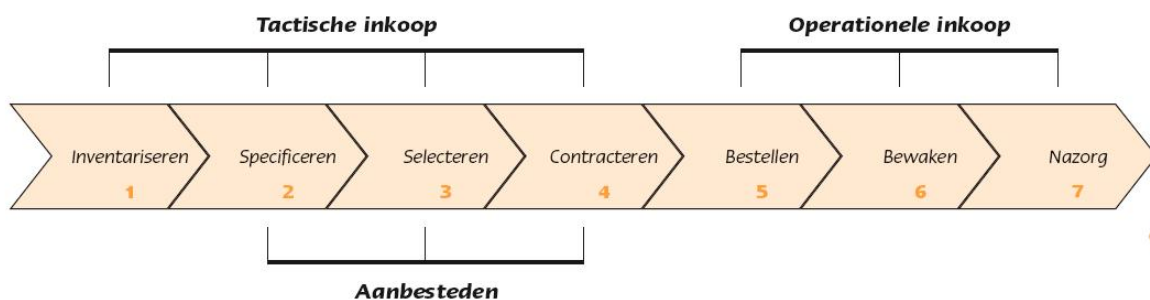 Tactische inkoop
Operationele inkoop
Inventariseren
Specificeren
Selecteren
Contracteren
Bestellen
Bewaken
Nazorg
1
2
3
4
5
6
7
Aanbesteden